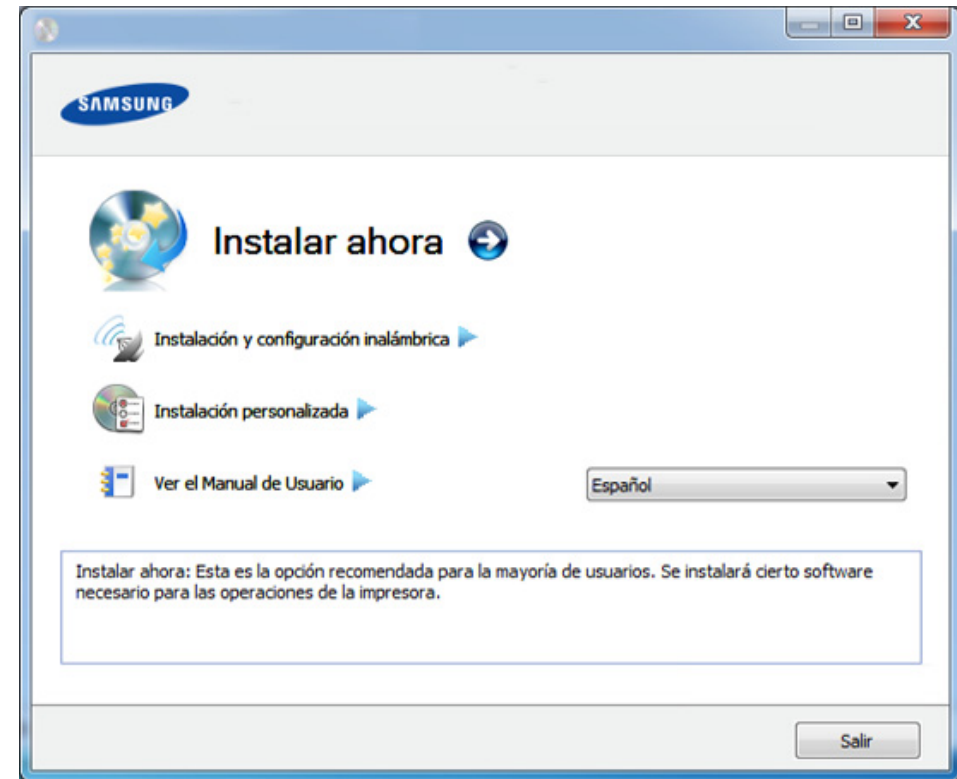 SAMSUNG
Instalar ahora
Instalación y configuración inalámbrica
Instalación personalizada
Ver el Manual de Usuario
Español
Instalar ahora: Esta es la opción recomendada para la mayoría de usuarios. Se instalará cierto software
necesario para las operaciones de la impresora.
Salir